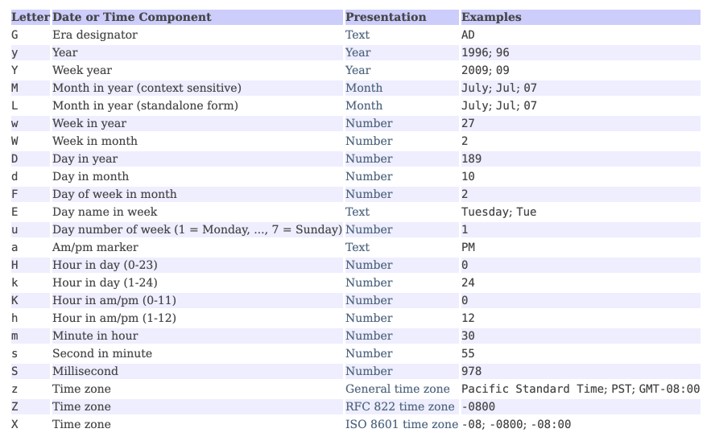 Letter Date or Time Component Presentation Examples
G Era designator Text AD
y Year Year 1996; 96
Y Week year Year 2009; 09
M Month in year (context sensitive) Month July; Jul; 07
L Month in year (standalone form) Month July; Jul; 07
w Week in year Number 27
W Week in month Number 2
D Day in year Number 189
d Day in month Number 10
F Day of week in month Number 2
E Day name in week Text Tuesday; Tue
u Day number of week (1 = Monday, ..., 7 = Sunday) Number 1
a Am/pm marker Text PM
H Hour in day (0-23) Number 0
k Hour in day (1-24) Number 24
K Hour in am/pm (0-11) Number 0
h Hour in am/pm (1-12) Number 12
m Minute in hour Number 30
s Second in minute Number 55
S Millisecond Number 978
z Time zone General time zone Pacific Standard Time; PST; GMT-08:00
Z Time zone RFC 822 time zone -0800
X Time zone ISO 8601 time zone -08; -0800; -08:00